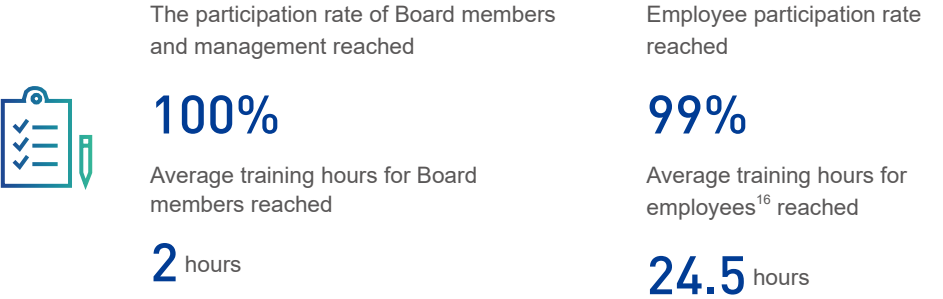 The participation rate of Board members
and management reached
100%
Average training hours for Board
members reached
2 hours
Employee participation rate
reached
99%
Average training hours for
employees16 reached
24.5 hours